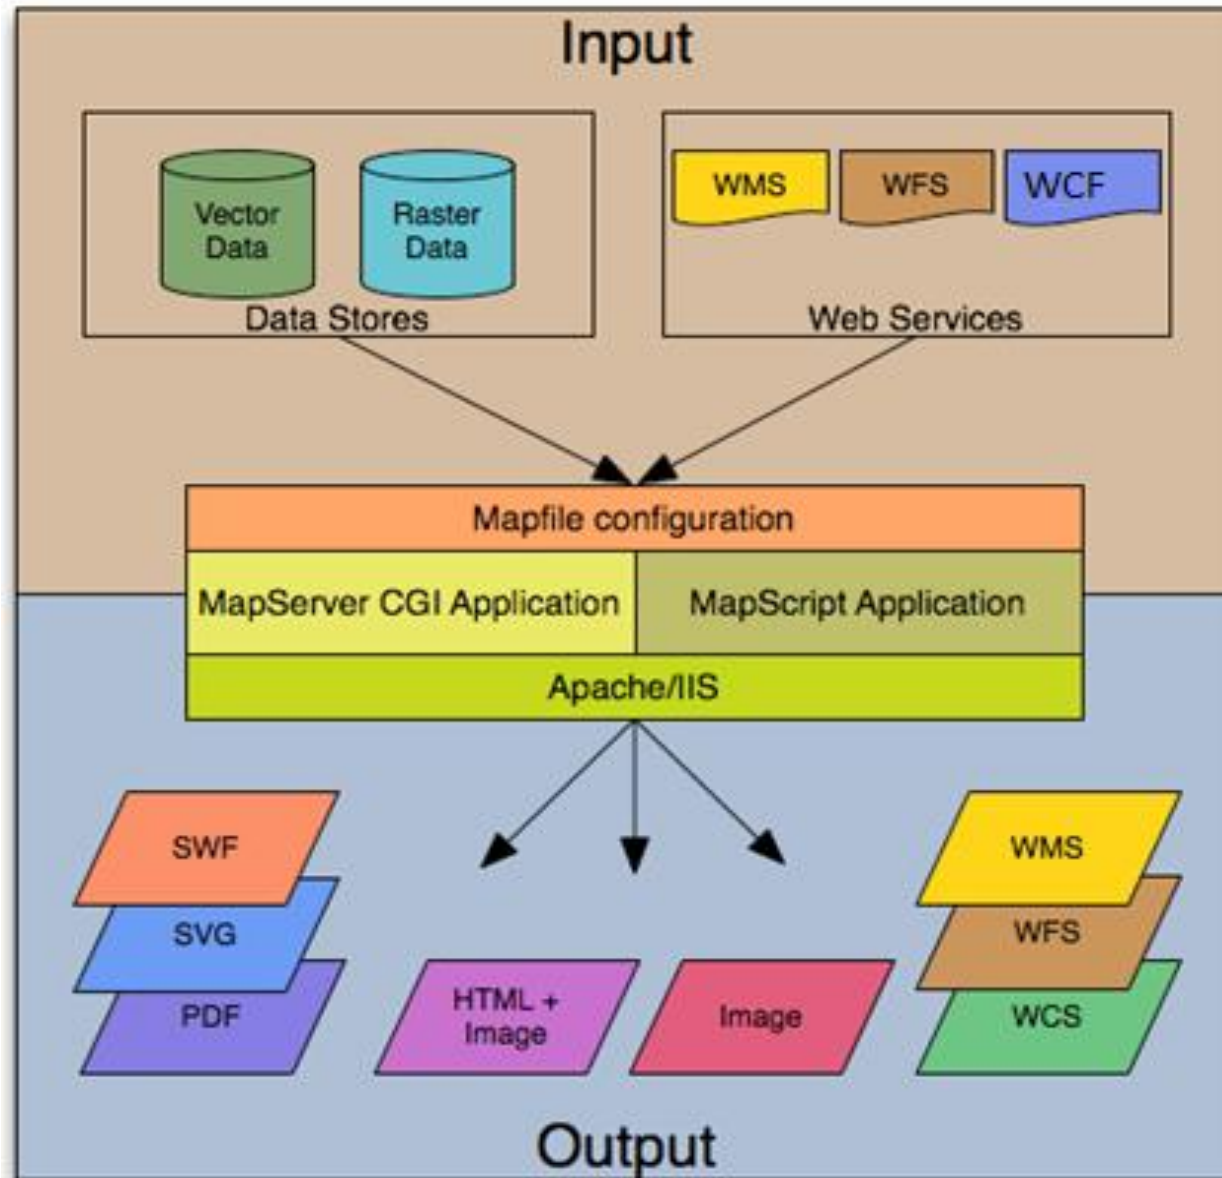 Input
Vector
Data
Raster
Data
Data Stores
WMS
WFS
WCF
Web Services
Mapfile configuration
MapServer CGI Application
MapScript Application
Apache/IIS
SWF
SVG
PDF
HTML +
Image
Image
WMS
WFS
WCS
Output